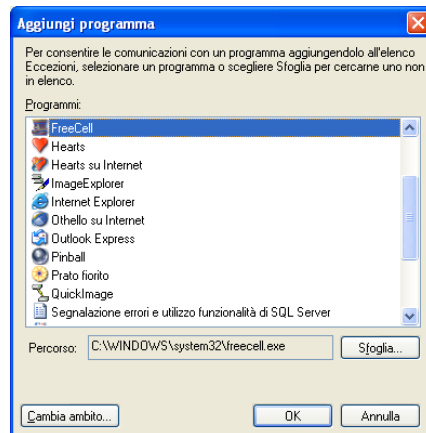 Aggiungi programma
Per consentire le comunicazioni con un programma aggiungendolo all'elenco
Eccezioni, selezionare un programma o scegliere Sfoglia per cercarne uno non
in elenco.
Programmi:
FreeCell
Hearts
Hearts su Internet
ImageExplorer
Internet Explorer
Othello su Internet
Outlook Express
Pinball
Prato fiorito
QuickImage
Segnalazione errori e utilizzo funzionalità di SQL Server
Percorso: C:\WINDOWS\system32\freecell.exe Sfoglia...
Cambia ambito... OK Annulla